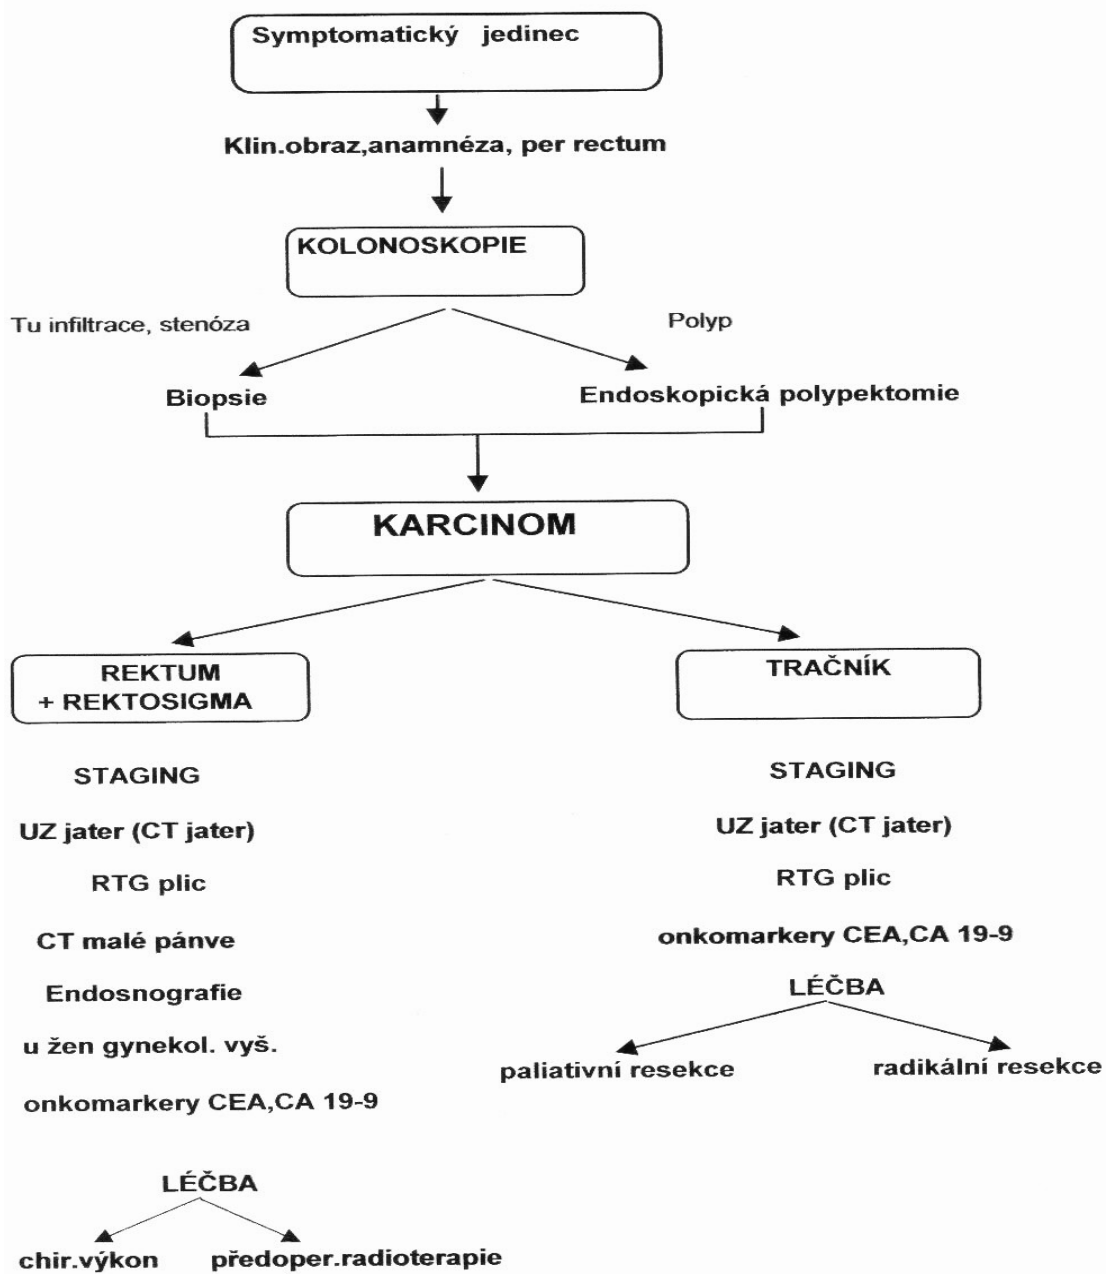 Symptomatický jedinec
Klin.obraz,anamnéza, per rectum
KOLONOSKOPIE
Tu infiltrace, stenóza
Polyp
Biopsie
Endoskopická polypektomie
KARCINOM
REKTUM
+ REKTOSIGMA
STAGING
UZ jater (CT jater)
RTG plic
CT malé pánve
Endosnografie
u žen gynekol. vyš.
onkomarkery CEA,CA 19-9
LÉČBA
chir.výkon
předoper.radioterapie
TRAČNÍK
STAGING
UZ jater (CT jater)
RTG plic
onkomarkery CEA,CA 19-9
LÉČBA
paliativní resekce
radikální resekce